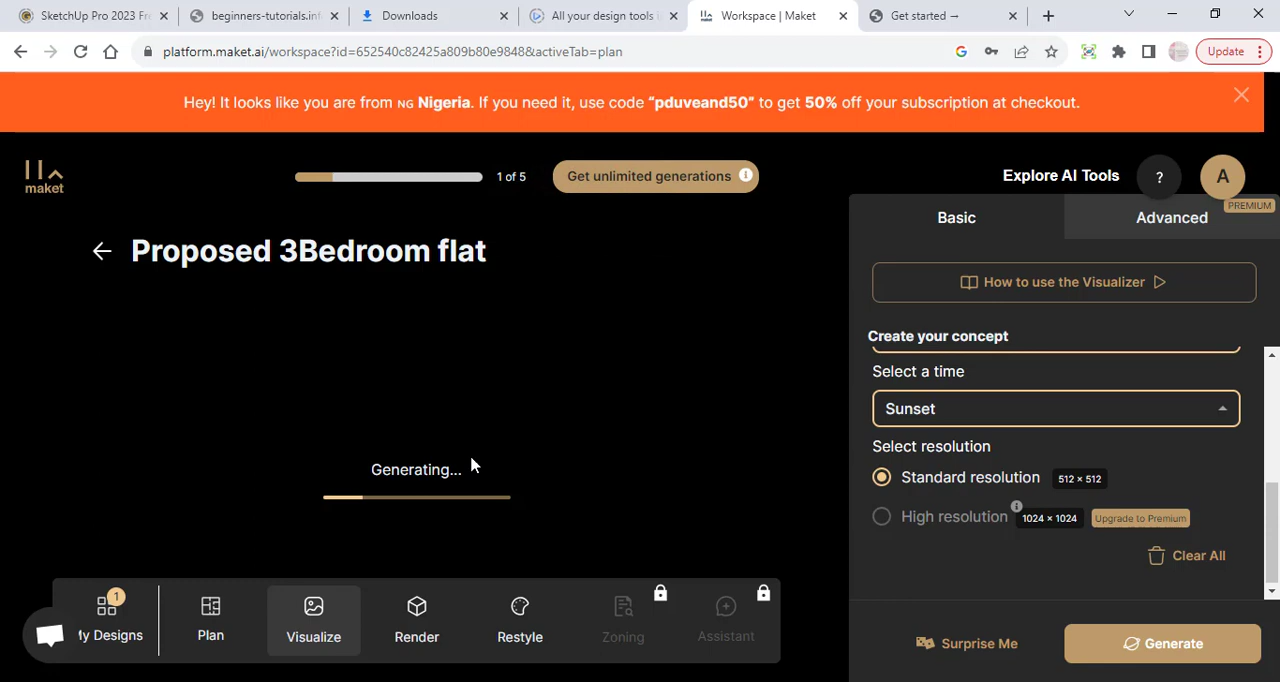 SketchUp Pro 2023 Fr
beginners-tutorials.inf
Downloads
All your design tools i
Workspace | Maket
Get started →
platform.maket.ai/workspace?id=652540c82425a809b80e9848&activeTab=plan
Update
Hey! It looks like you are from NG Nigeria. If you need it, use code “pduveand50” to get 50% off your subscription at checkout.
maket
1 of 5
Get unlimited generations
Explore AI Tools
?
A
PREMIUM
Proposed 3Bedroom flat
Basic
Advanced
How to use the Visualizer
Create your concept
Select a time
Sunset
Select resolution
Standard resolution 512 × 512
High resolution 1024 × 1024 Upgrade to Premium
Clear All
Generating...
1
My Designs
Plan
Visualize
Render
Restyle
Zoning
Assistant
Surprise Me
Generate